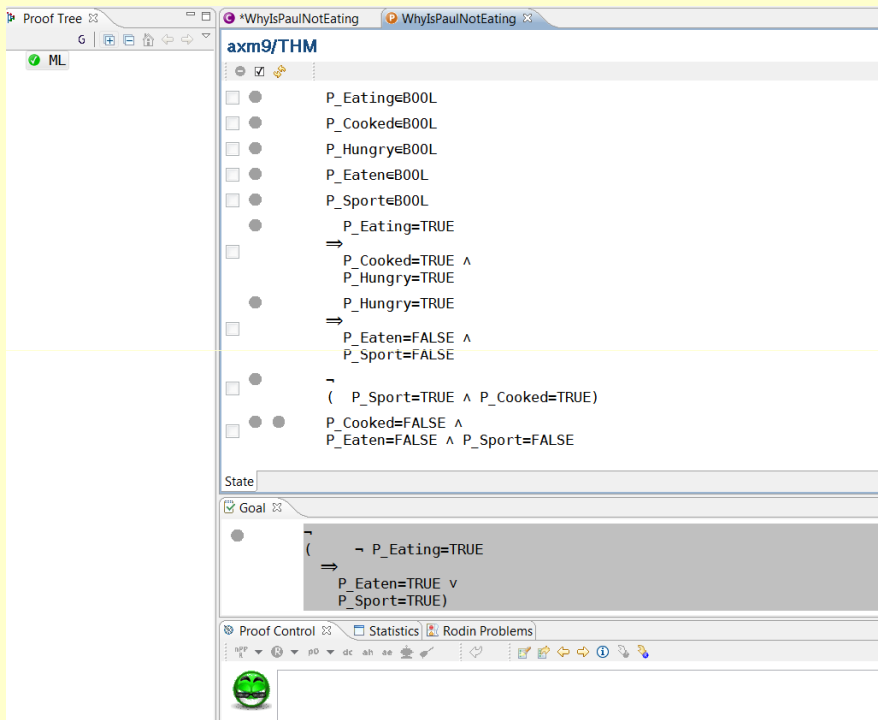 Proof Tree
*WhyIsPaulNotEating
WhyIsPaulNotEating
G
ML
axm9/THM
P_Eating∈BOOL
P_Cooked∈BOOL
P_Hungry∈BOOL
P_Eaten∈BOOL
P_Sport∈BOOL
P_Eating=TRUE
⇒
P_Cooked=TRUE ∧
P_Hungry=TRUE
P_Hungry=TRUE
⇒
P_Eaten=FALSE ∧
P_Sport=FALSE
¬
( P_Sport=TRUE ∧ P_Cooked=TRUE)
P_Cooked=FALSE ∧
P_Eaten=FALSE ∧ P_Sport=FALSE
State
Goal
¬
( ¬ P_Eating=TRUE
⇒
P_Eaten=TRUE ∨
P_Sport=TRUE)
Proof Control
Statistics
Rodin Problems
nPP R p0 dc ah ae